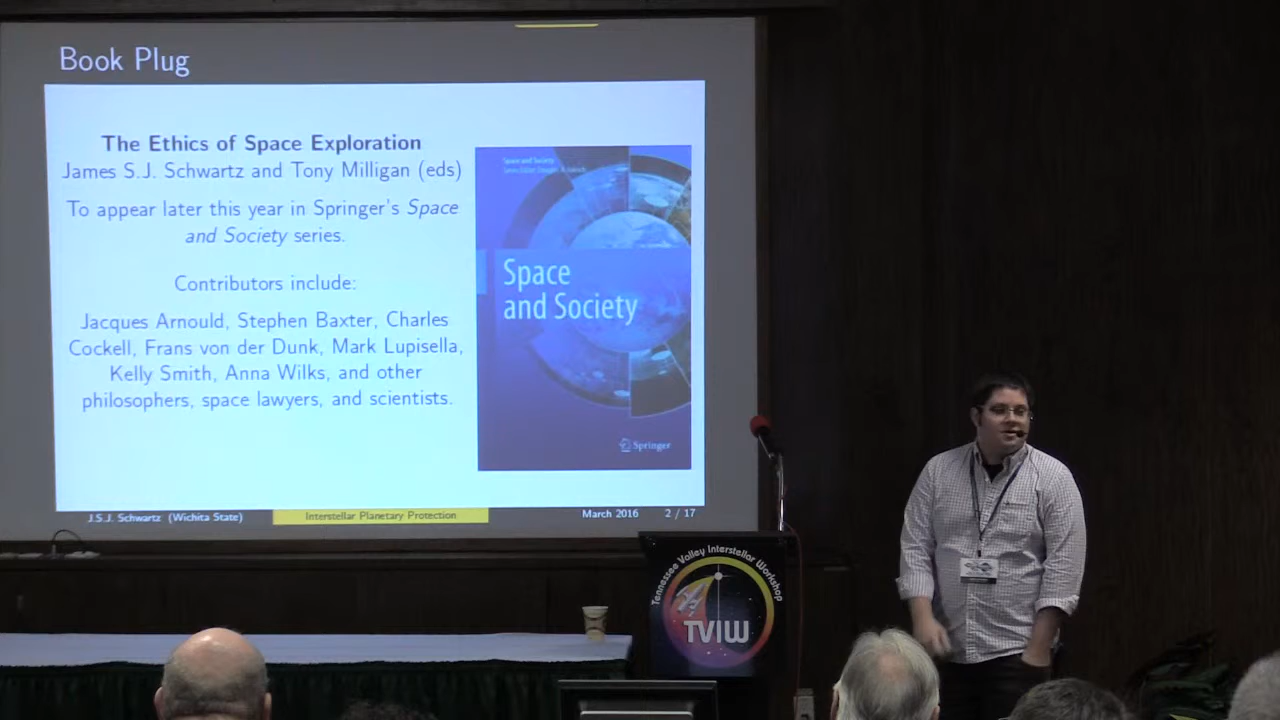 Book Plug
The Ethics of Space Exploration
James S.J. Schwartz and Tony Milligan (eds)
To appear later this year in Springer's Space
and Society series.
Contributors include:
Jacques Arnould, Stephen Baxter, Charles
Cockell, Frans von der Dunk, Mark Lupisella,
Kelly Smith, Anna Wilks, and other
philosophers, space lawyers, and scientists.
Space and Society
Space
and Society
Springer
J.S.J. Schwartz (Wichita State)
Interstellar Planetary Protection
March 2016
2 / 17
Tennessee Valley Interstellar Workshop
TVIW